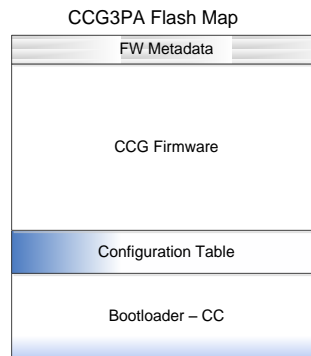 CCG3PA Flash Map
FW Metadata
CCG Firmware
Configuration Table
Bootloader – CC